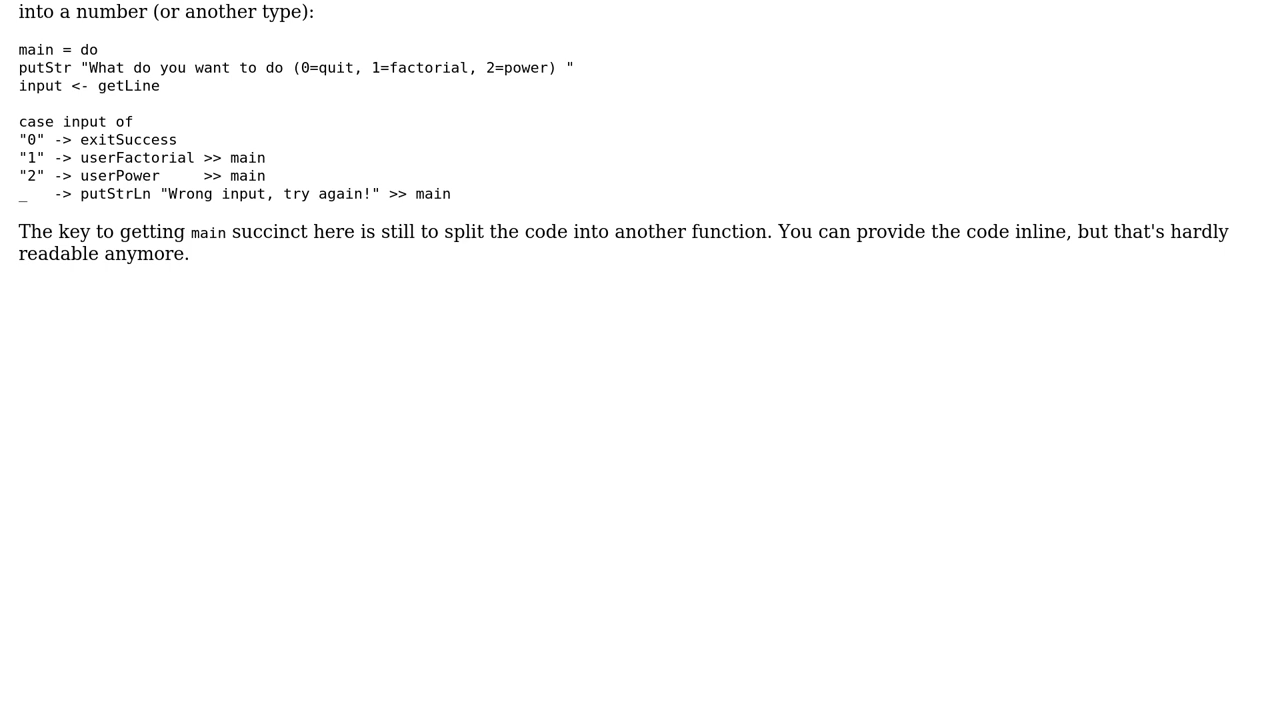 into a number (or another type):
main = do
putStr "What do you want to do (0=quit, 1=factorial, 2=power) "
input <- getLine
case input of
"0" -> exitSuccess
"1" -> userFactorial >> main
"2" -> userPower     >> main
_   -> putStrLn "Wrong input, try again!" >> main
The key to getting main succinct here is still to split the code into another function. You can provide the code inline, but that's hardly
readable anymore.